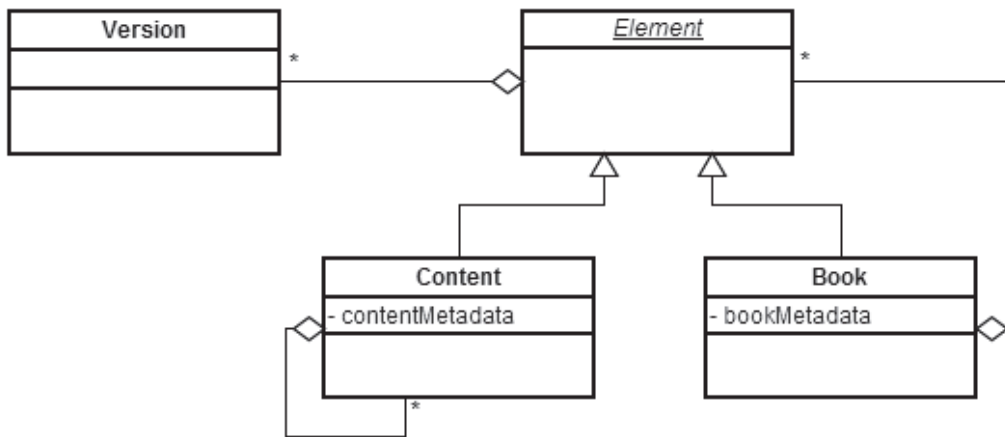 Version
Element
*
*
Content
- contentMetadata
*
Book
- bookMetadata